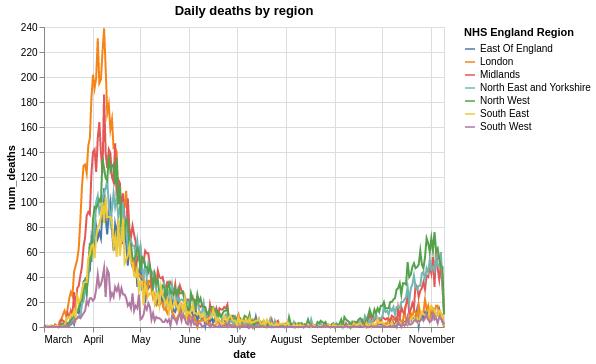 Daily deaths by region
240
220
200
180
160
140
120
100
80
60
40
20
0
num_deaths
March April May June July August September October November
date
NHS England Region
East Of England
London
Midlands
North East and Yorkshire
North West
South East
South West